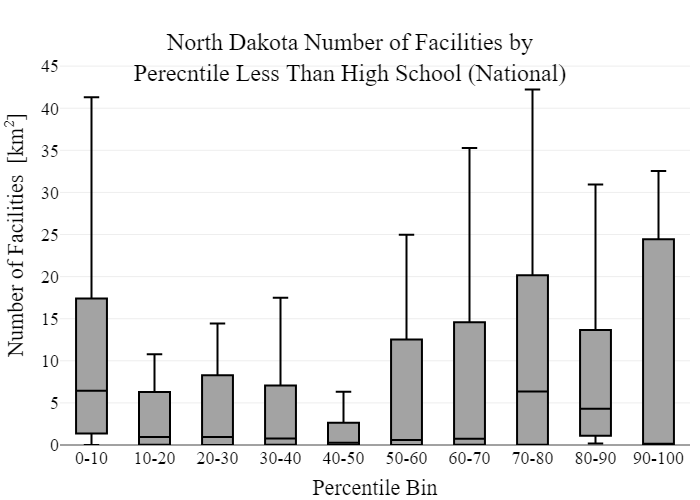 North Dakota Number of Facilities by
Perecntile Less Than High School (National)
Number of Facilities [km²]
45
40
35
30
25
20
15
10
5
0
0-10 10-20 20-30 30-40 40-50 50-60 60-70 70-80 80-90 90-100
Percentile Bin